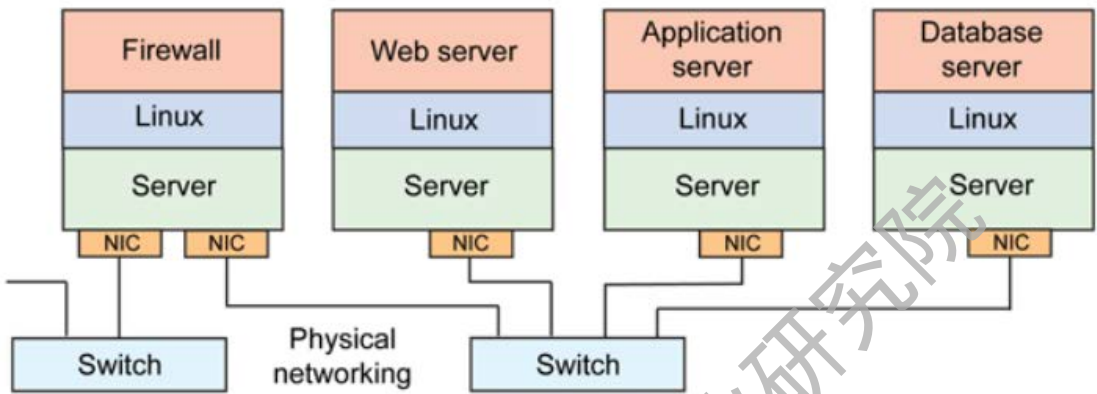 Firewall
Web server
Application
server
Database
server
Linux
Linux
Linux
Linux
Server
Server
Server
Server
NIC
NIC
NIC
NIC
NIC
Physical
networking
Switch
Switch
研究院